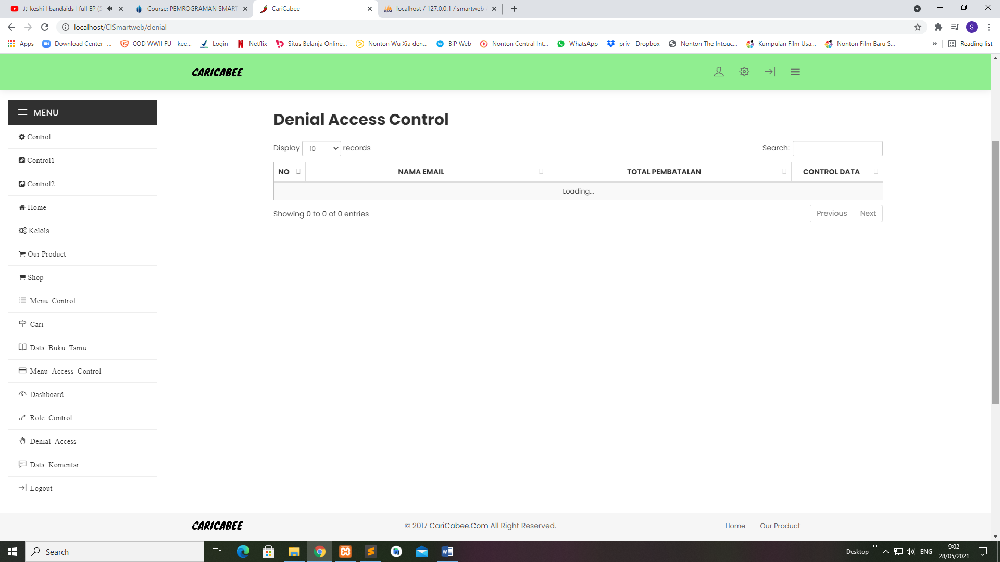 ♫ keshi「bandaids」full EP (5
Course: PEMROGRAMAN SMART
CariCabee
localhost / 127.0.0.1 / smartweb
localhost/CISmartweb/denial
S
Apps
Download Center -...
COD WWII FU - kee...
Login
Netflix
Situs Belanja Online...
Nonton Wu Xia den...
BiP Web
Nonton Central Int...
WhatsApp
priv - Dropbox
Nonton The Intouc...
Kumpulan Film Usa...
Nonton Film Baru S...
»
Reading list
CARICABEE
MENU
Control
Control1
Control2
Home
Kelola
Our Product
Shop
Menu Control
Cari
Data Buku Tamu
Menu Access Control
Dashboard
Role Control
Denial Access
Data Komentar
Logout
Denial Access Control
Display 10 records
Search:
NO NAMA EMAIL TOTAL PEMBATALAN CONTROL DATA
Loading...
Showing 0 to 0 of 0 entries
Previous Next
CARICABEE
© 2017 CariCabee.Com All Right Reserved.
Home Our Product
Search
Desktop
»
ENG
9:02
28/05/2021